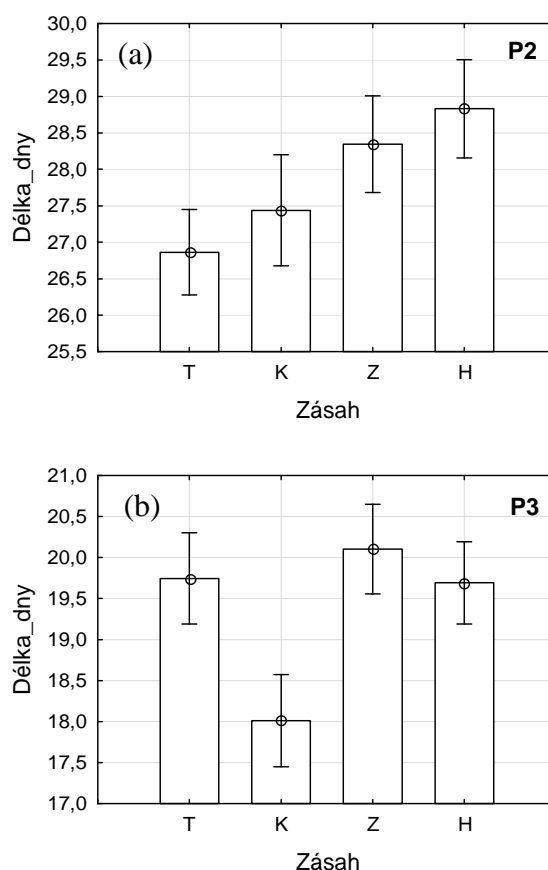 (a) P2
Délka_dny
30,0
29,5
29,0
28,5
28,0
27,5
27,0
26,5
26,0
25,5
T K Z H
Zásah
(b) P3
Délka_dny
21,0
20,5
20,0
19,5
19,0
18,5
18,0
17,5
17,0
T K Z H
Zásah